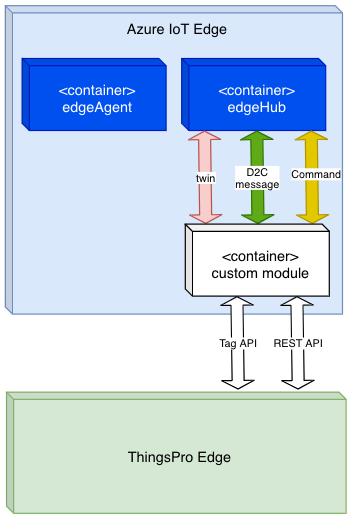 Azure IoT Edge
<container>
edgeAgent
<container>
edgeHub
twin
D2C
message
Command
<container>
custom module
Tag API
REST API
ThingsPro Edge